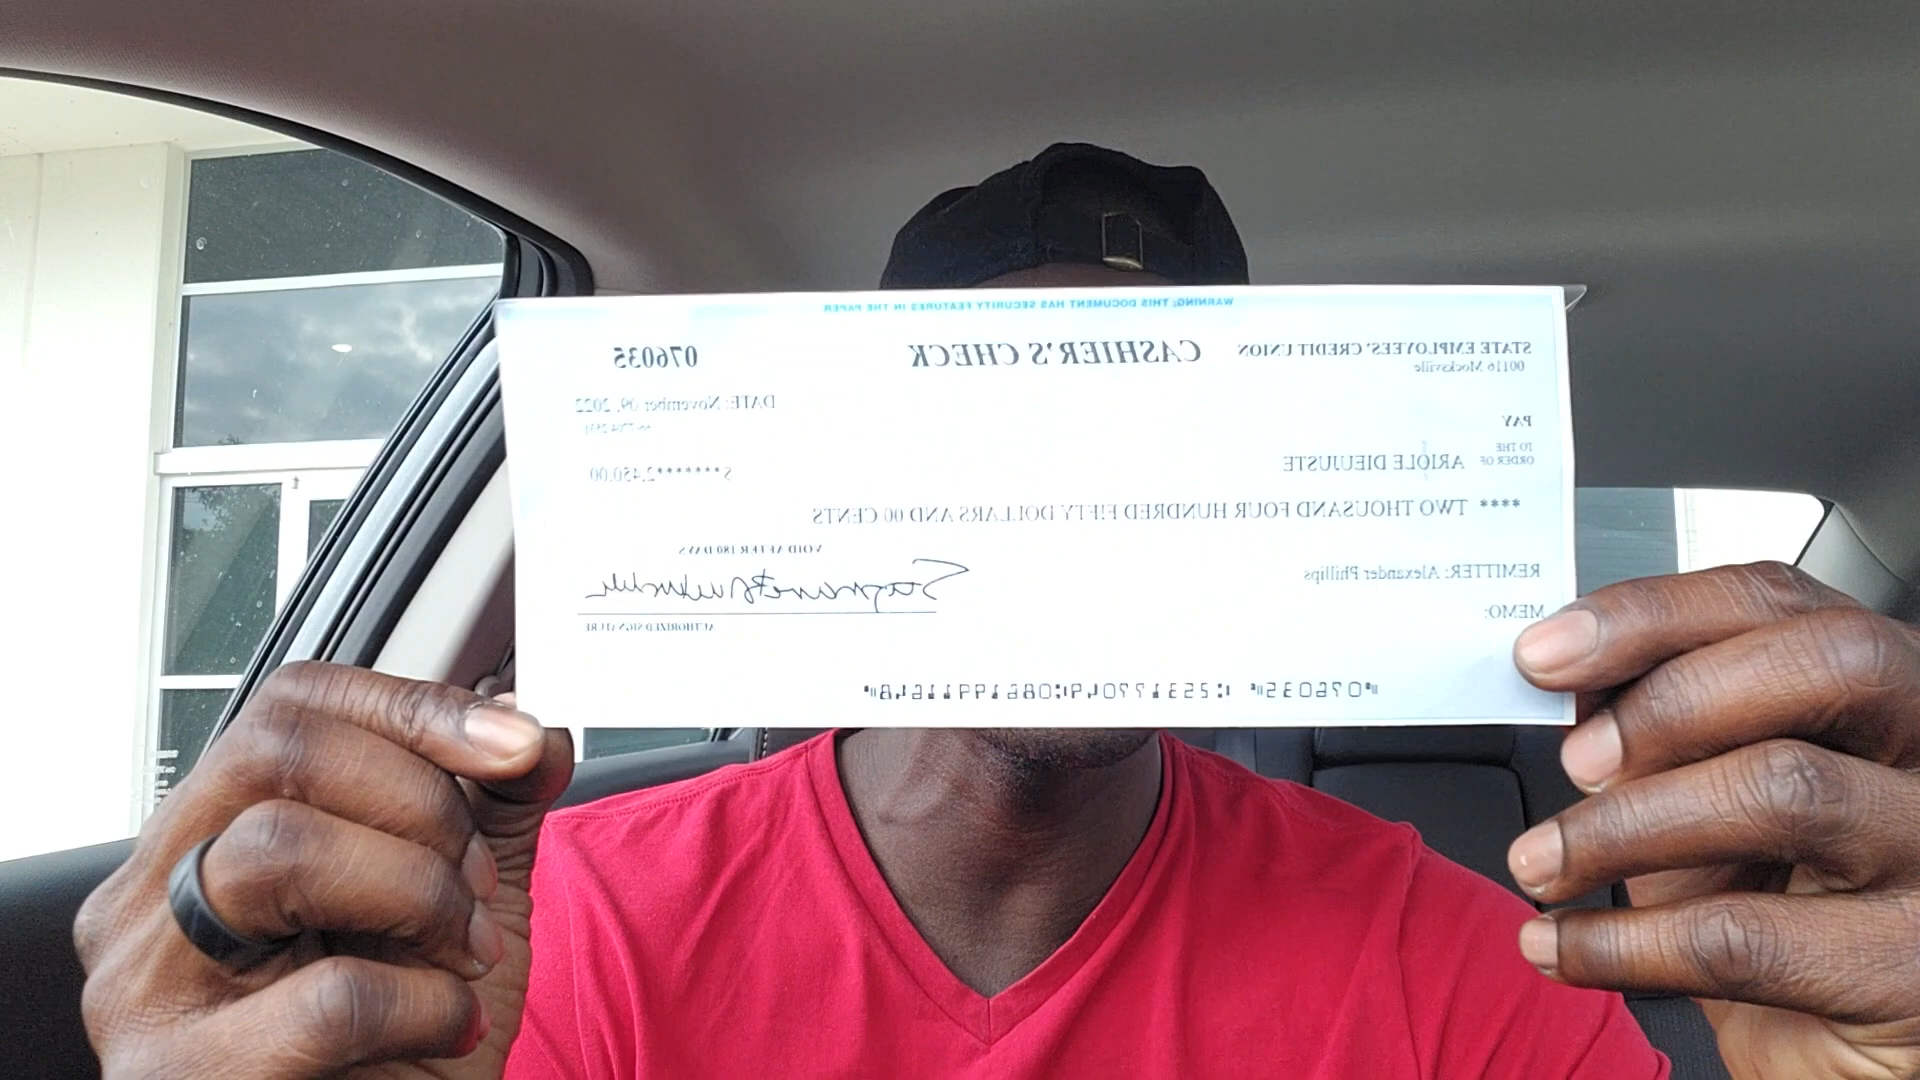 WARNING: THIS DOCUMENT HAS SECURITY FEATURES IN THE PAPER
STATE EMPLOYEES' CREDIT UNION CASHIER'S CHECK 076035
00116 Mocksville
DATE: November 09, 2022
PAY
TO THE
ORDER OF ARIOLE DIEUJUSTE $*********2,450.00
**** TWO THOUSAND FOUR HUNDRED FIFTY DOLLARS AND 00 CENTS
VOID AFTER 180 DAYS
REMITTER: Alexander Phillips
MEMO:
AUTHORIZED SIGNATURE